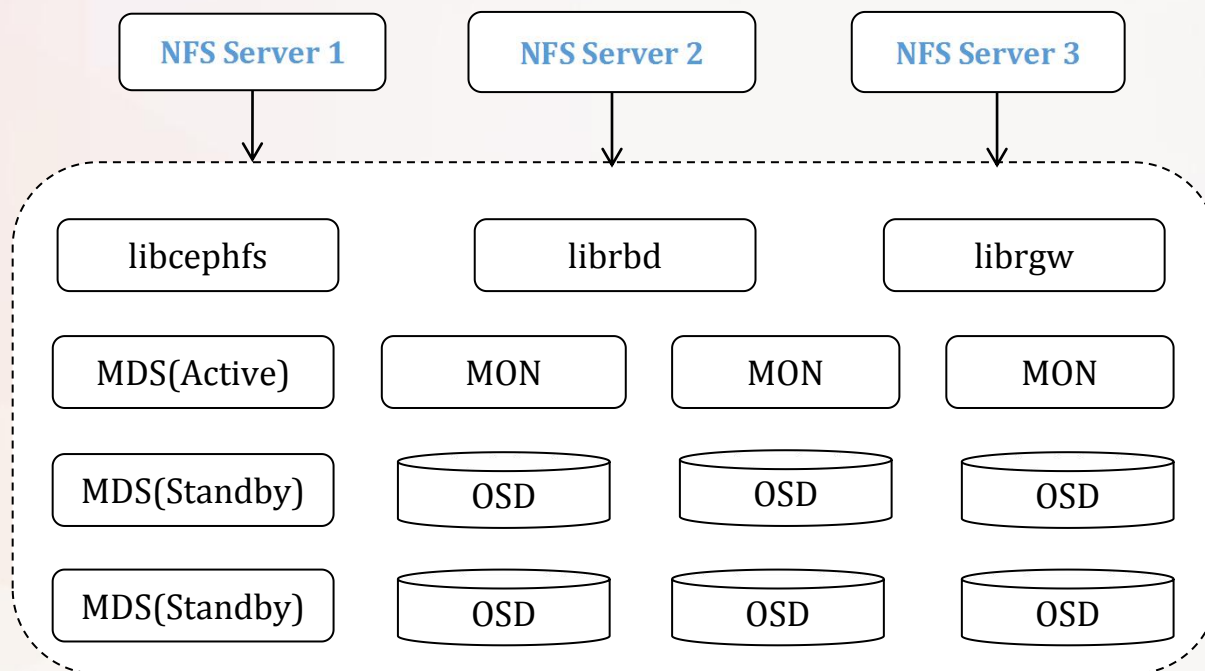 NFS Server 1
NFS Server 2
NFS Server 3
libcephfs
librbd
librgw
MDS(Active)
MON
MON
MON
MDS(Standby)
OSD
OSD
OSD
MDS(Standby)
OSD
OSD
OSD